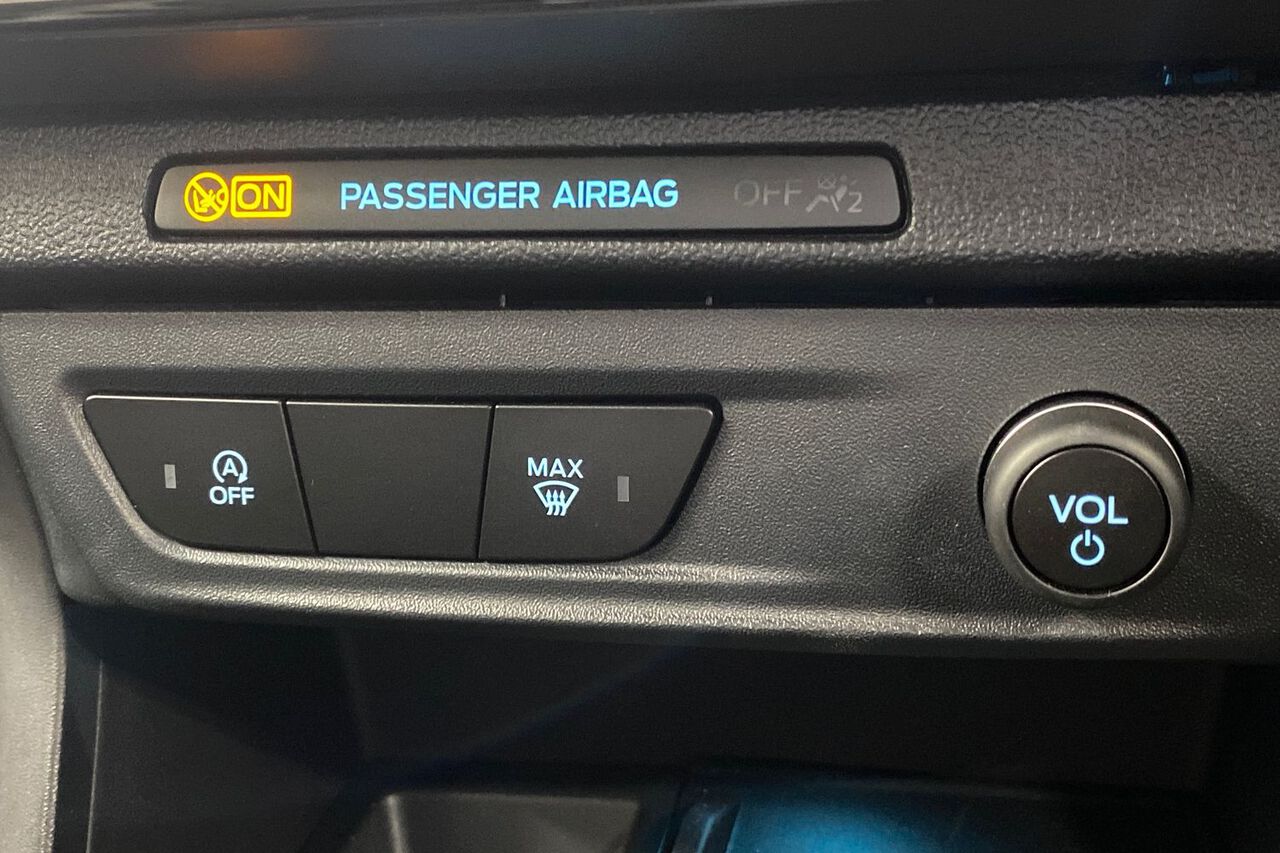 ON PASSENGER AIRBAG OFF 2
A
OFF
MAX
VOL